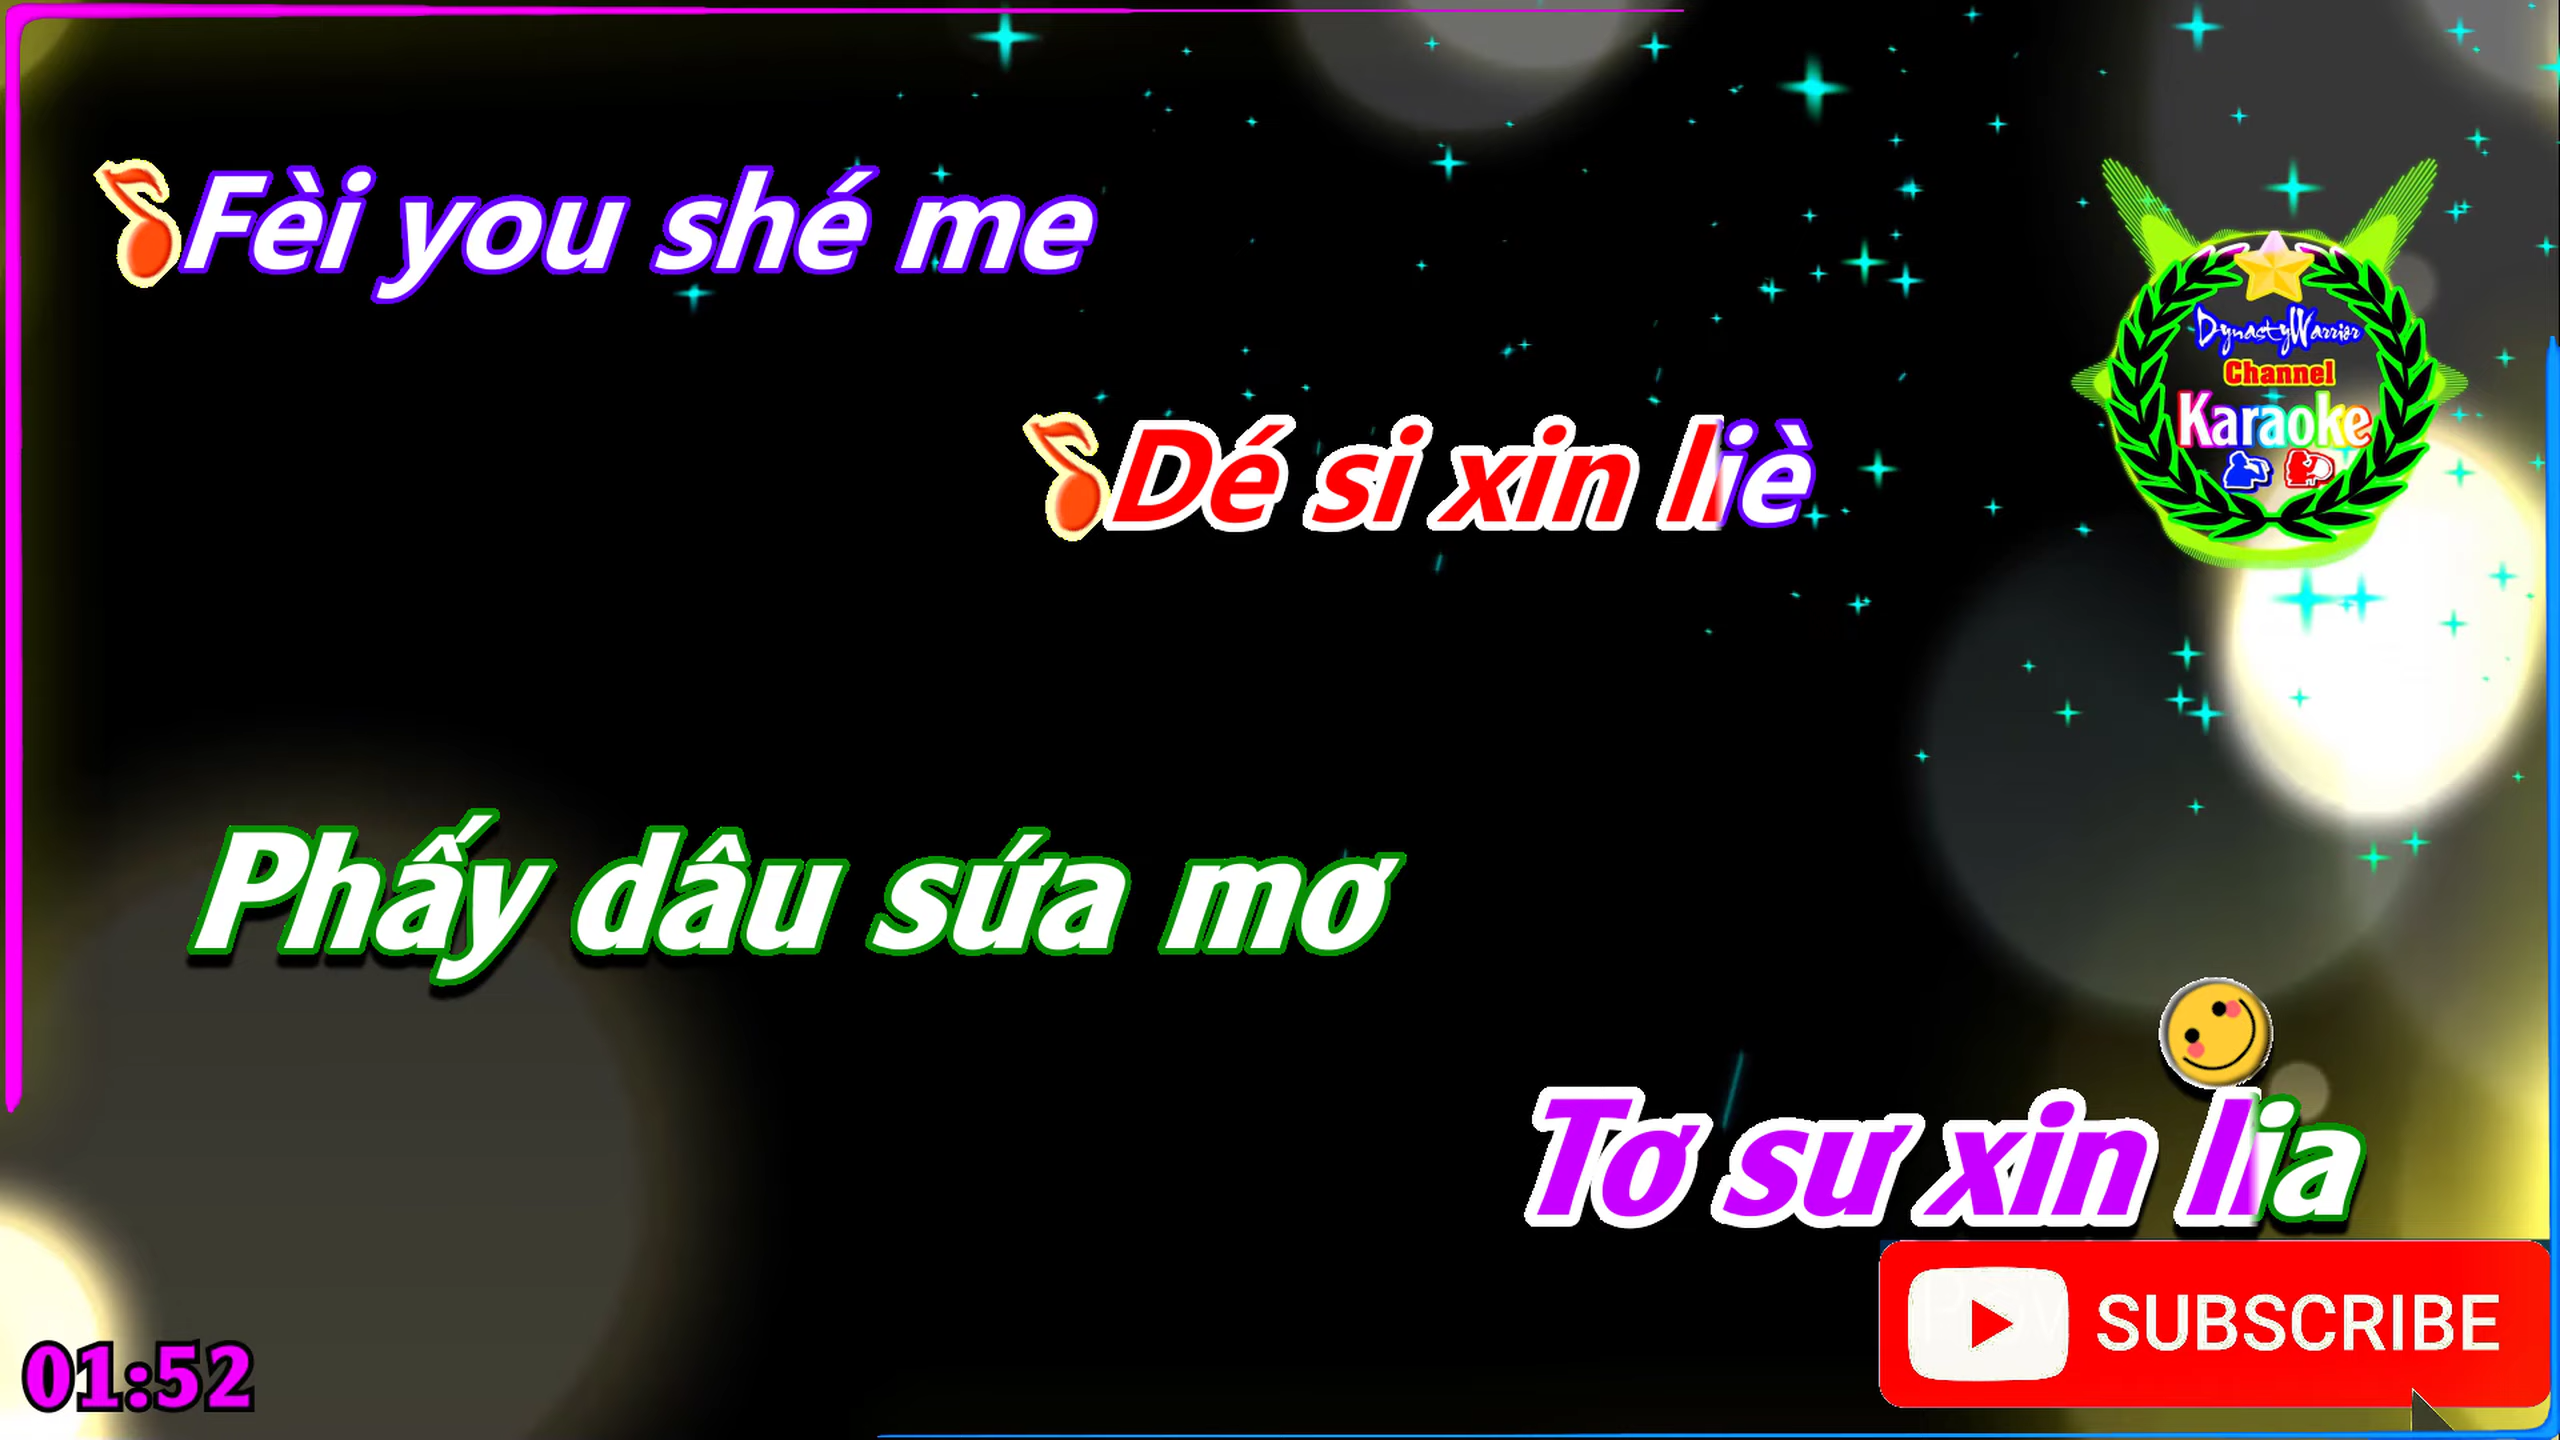 Fèi you shé me
Dé si xin liè
DynastyWarrior
Channel
Karaoke
Phấy dâu sứa mơ
Tơ sư xin lia
SUBSCRIBE
01:52